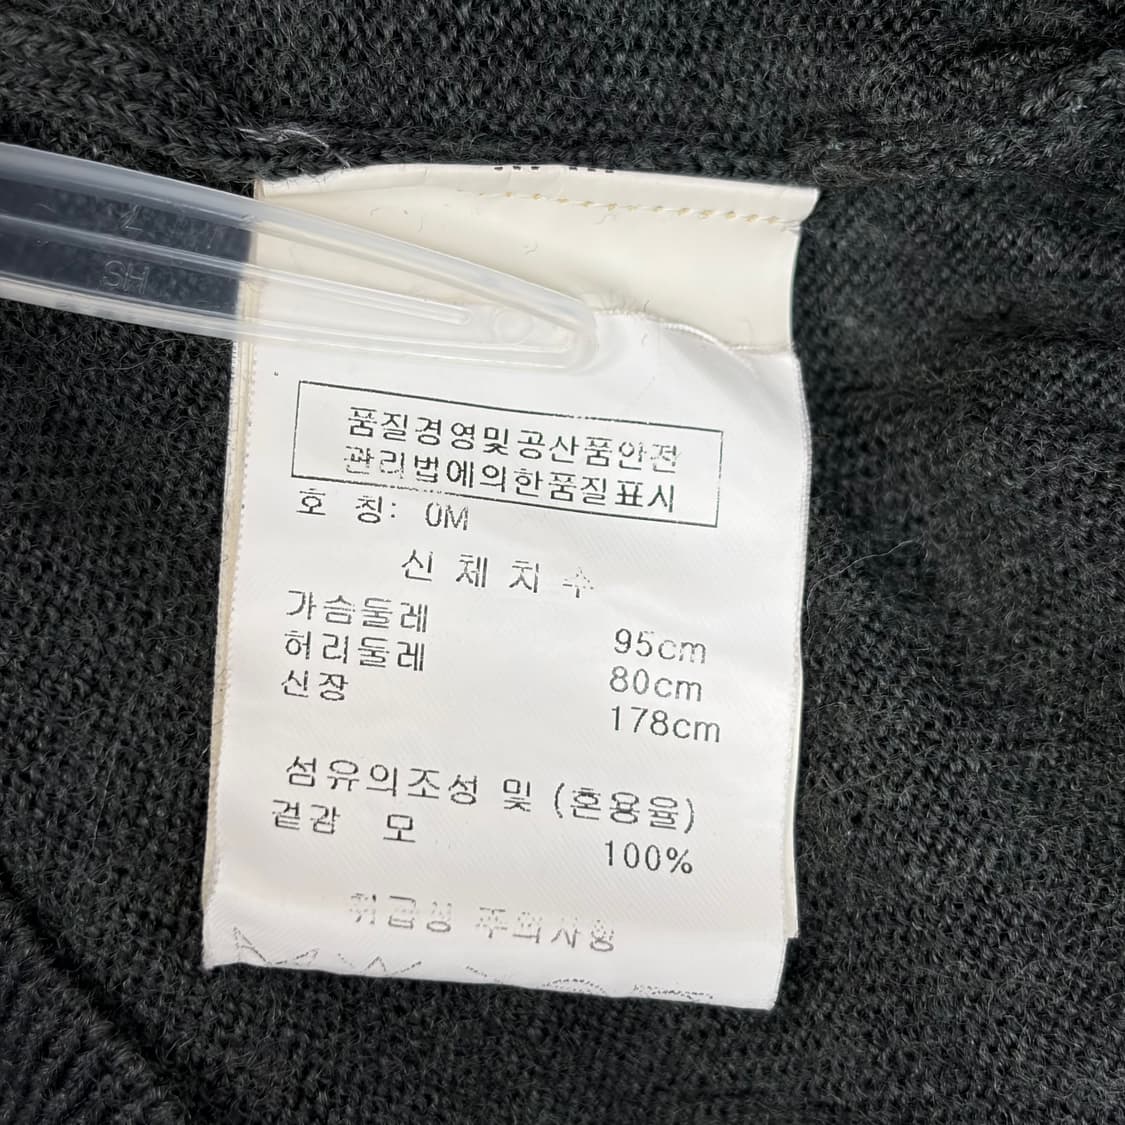 HS
품질경영및공산품안전
관리법에의한품질표시
호 칭: 0M
신 체 치 수
가슴둘레 95cm
허리둘레 80cm
신장 178cm
섬유의조성 및 (혼용율)
겉감 모 100%
취급성 주의사항